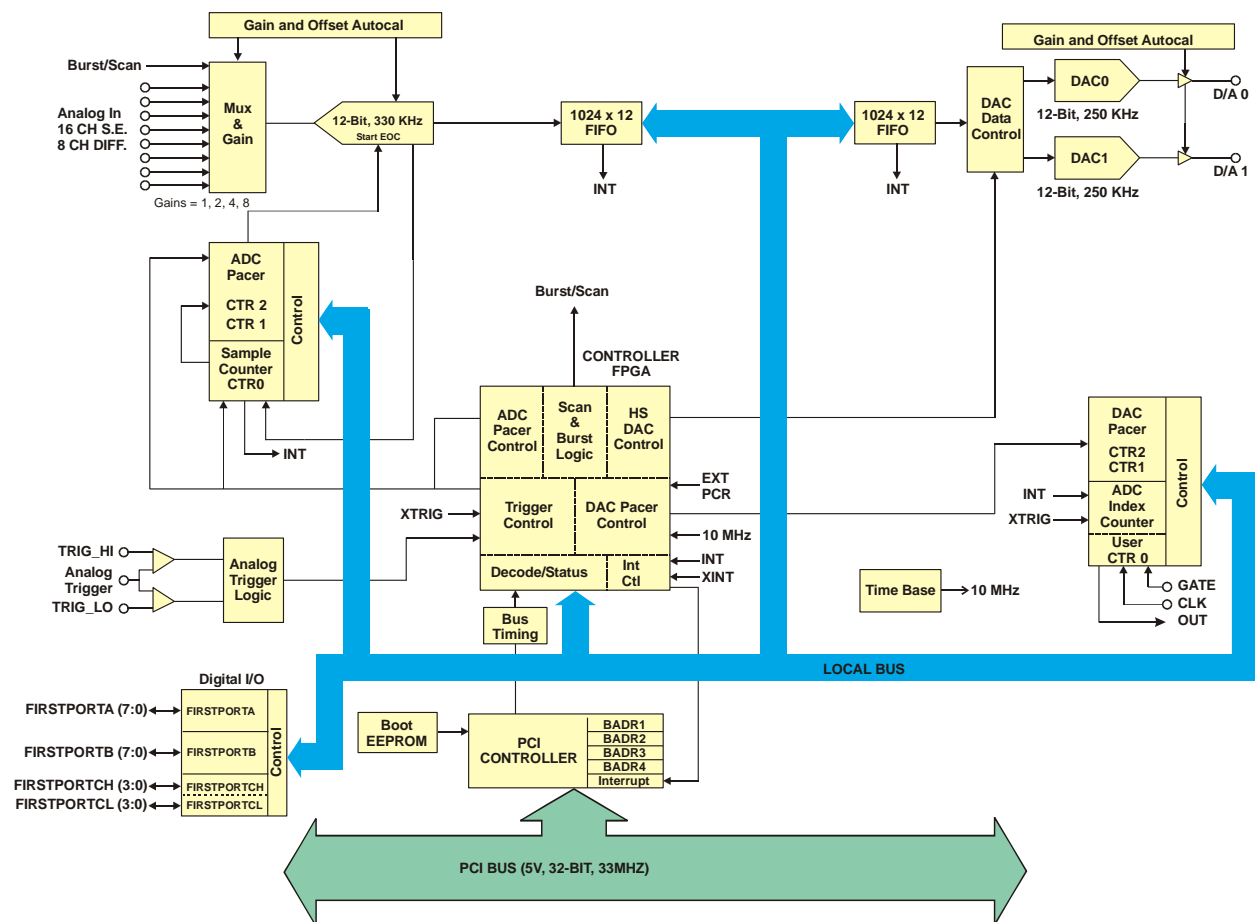 Gain and Offset Autocal
Burst/Scan
Analog In
16 CH S.E.
8 CH DIFF.
Mux
&
Gain
Gains = 1, 2, 4, 8
12-Bit, 330 KHz
Start EOC
1024 x 12
FIFO
INT
1024 x 12
FIFO
INT
DAC
Data
Control
Gain and Offset Autocal
DAC0
12-Bit, 250 KHz
D/A 0
DAC1
12-Bit, 250 KHz
D/A 1
ADC
Pacer
CTR 2
CTR 1
Control
Sample
Counter
CTR0
INT
Burst/Scan
CONTROLLER
FPGA
ADC
Pacer
Control
Scan
&
Burst
Logic
HS
DAC
Control
EXT
PCR
XTRIG
Trigger
Control
DAC Pacer
Control
10 MHz
INT
XINT
Decode/Status
Int
Ctl
DAC
Pacer
CTR2
CTR1
Control
INT
XTRIG
ADC
Index
Counter
User
CTR 0
GATE
CLK
OUT
TRIG_HI
Analog
Trigger
TRIG_LO
Analog
Trigger
Logic
Bus
Timing
Time Base
10 MHz
LOCAL BUS
Digital I/O
FIRSTPORTA (7:0)
FIRSTPORTA
FIRSTPORTB (7:0)
FIRSTPORTB
FIRSTPORTCH (3:0)
FIRSTPORTCH
FIRSTPORTCL (3:0)
FIRSTPORTCL
Control
Boot
EEPROM
PCI
CONTROLLER
BADR1
BADR2
BADR3
BADR4
Interrupt
PCI BUS (5V, 32-BIT, 33MHZ)